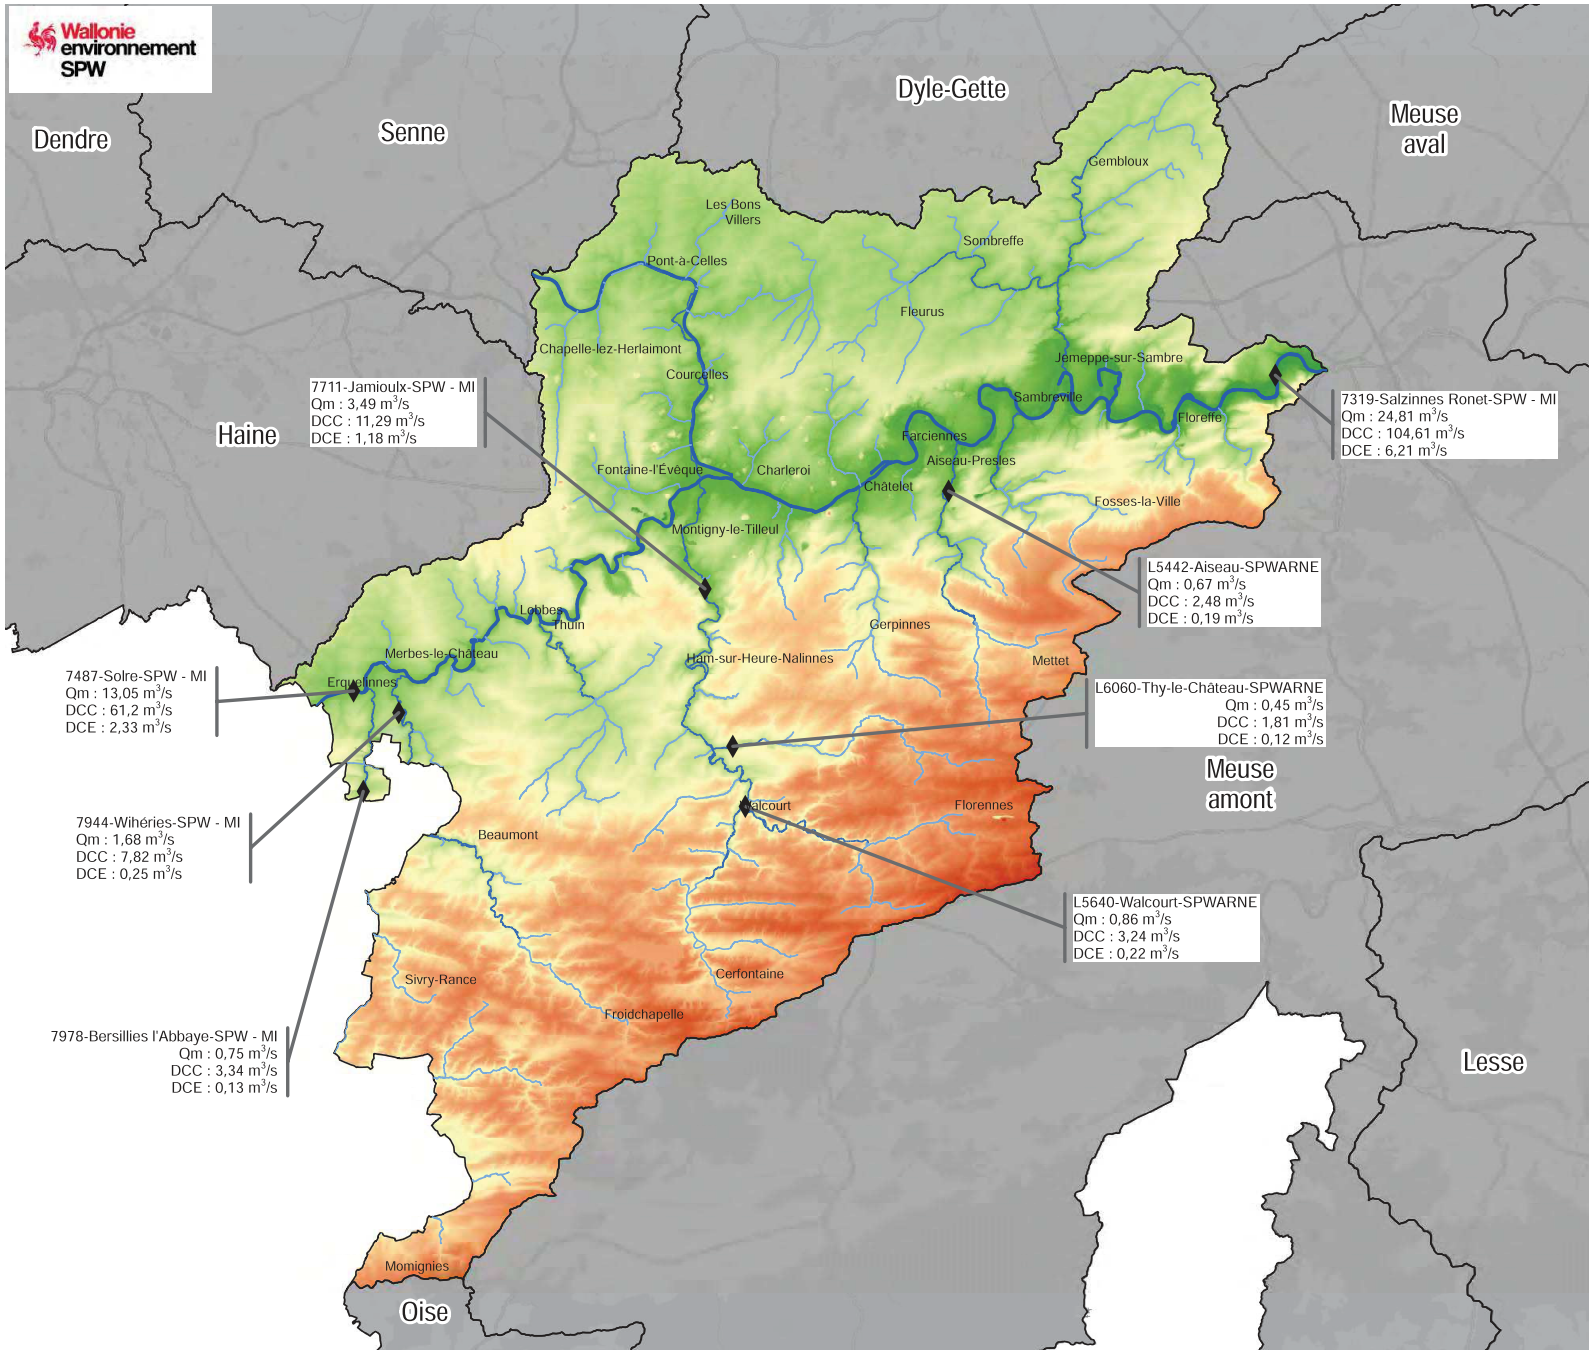 Wallonie
environnement
SPW
Dendre
Senne
Dyle-Gette
Meuse
aval
Gembloux
Les Bons
Villers
Sombreffe
Pont-à-Celles
Fleurus
Chapelle-lez-Herlaimont
Courcelles
Jemeppe-sur-Sambre
Sambreville
Floreffe
7711-Jamioulx-SPW - MI
Qm : 3,49 m³/s
DCC : 11,29 m³/s
DCE : 1,18 m³/s
7319-Salzinnes Ronet-SPW - MI
Qm : 24,81 m³/s
DCC : 104,61 m³/s
DCE : 6,21 m³/s
Haine
Farciennes
Aiseau-Presles
Fontaine-l'Évêque
Charleroi
Châtelet
Fosses-la-Ville
Montigny-le-Tilleul
L5442-Aiseau-SPWARNE
Qm : 0,67 m³/s
DCC : 2,48 m³/s
DCE : 0,19 m³/s
Lobbes
Thuin
Gerpinnes
Merbes-le-Château
Ham-sur-Heure-Nalinnes
Mettet
Erquelinnes
7487-Solre-SPW - MI
Qm : 13,05 m³/s
DCC : 61,2 m³/s
DCE : 2,33 m³/s
L6060-Thy-le-Château-SPWARNE
Qm : 0,45 m³/s
DCC : 1,81 m³/s
DCE : 0,12 m³/s
Meuse
amont
Walcourt
Florennes
7944-Wihéries-SPW - MI
Qm : 1,68 m³/s
DCC : 7,82 m³/s
DCE : 0,25 m³/s
Beaumont
L5640-Walcourt-SPWARNE
Qm : 0,86 m³/s
DCC : 3,24 m³/s
DCE : 0,22 m³/s
Sivry-Rance
Cerfontaine
Froidchapelle
7978-Bersillies l'Abbaye-SPW - MI
Qm : 0,75 m³/s
DCC : 3,34 m³/s
DCE : 0,13 m³/s
Lesse
Momignies
Oise